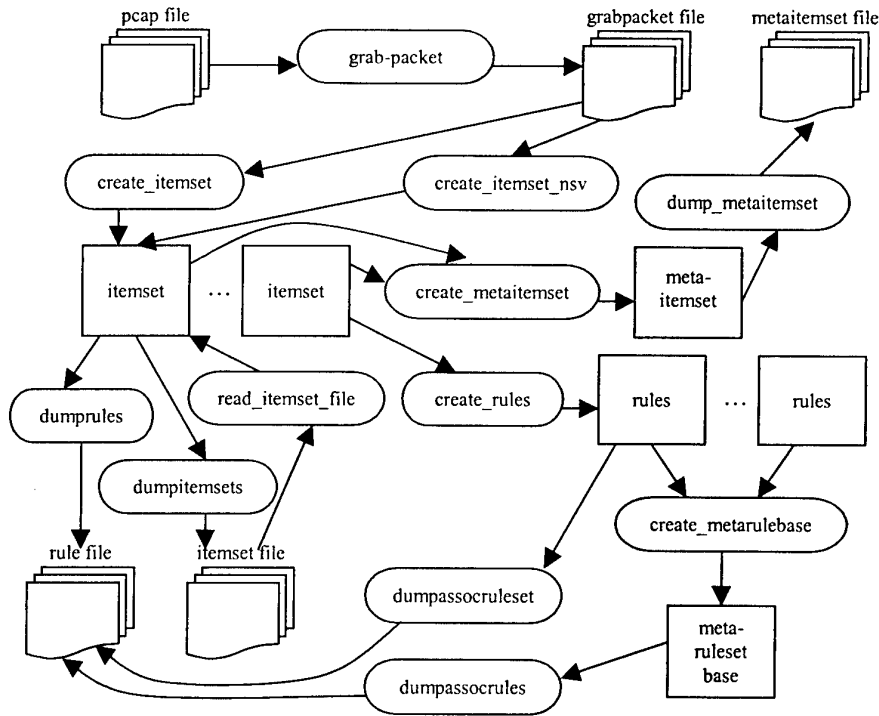 pcap file
grabpacket file
metaitemset file
grab-packet
create_itemset
create_itemset_nsv
dump_metaitemset
itemset
...
itemset
create_metaitemset
meta-
itemset
dumprules
read_itemset_file
create_rules
rules
...
rules
dumpitemsets
create_metarulebase
rule file
itemset file
dumpassocruleset
meta-
ruleset
base
dumpassocrules